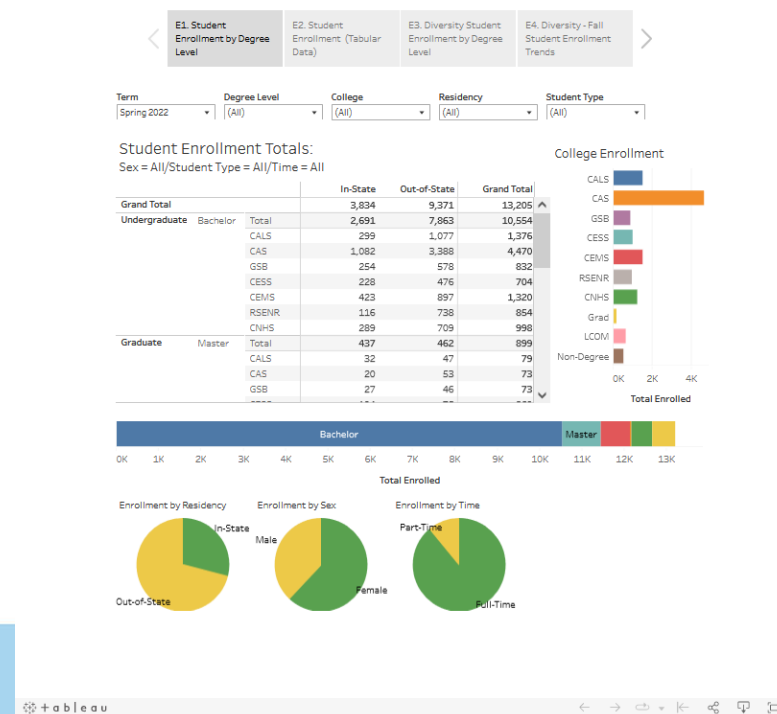 E1. Student Enrollment by Degree Level
E2. Student Enrollment (Tabular Data)
E3. Diversity Student Enrollment by Degree Level
E4. Diversity - Fall Student Enrollment Trends
Term Degree Level College Residency Student Type
Spring 2022 (All) (All) (All) (All)
Student Enrollment Totals:
Sex = All/Student Type = All/Time = All
In-State Out-of-State Grand Total
Grand Total 3,834 9,371 13,205
Undergraduate Bachelor Total 2,691 7,863 10,554
CALS 299 1,077 1,376
CAS 1,082 3,388 4,470
GSB 254 578 832
CESS 228 476 704
CEMS 423 897 1,320
RSENR 116 738 854
CNHS 289 709 998
Graduate Master Total 437 462 899
CALS 32 47 79
CAS 20 53 73
GSB 27 46 73
College Enrollment
CALS
CAS
GSB
CESS
CEMS
RSENR
CNHS
Grad
LCOM
Non-Degree
0K 2K 4K
Total Enrolled
Bachelor Master
0K 1K 2K 3K 4K 5K 6K 7K 8K 9K 10K 11K 12K 13K
Total Enrolled
Enrollment by Residency Enrollment by Sex Enrollment by Time
In-State
Out-of-State
Male
Female
Part-Time
Full-Time
+ableau